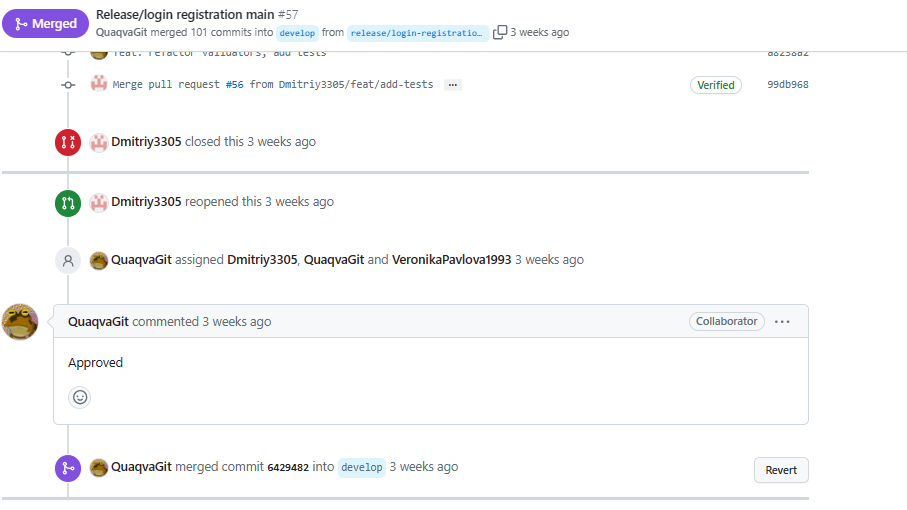 Merged
Release/login registration main #57
QuaqvaGit merged 101 commits into develop from release/login-registratio… 3 weeks ago
feat: refactor validators, add tests a8238a2
Merge pull request #56 from Dmitriy3305/feat/add-tests … Verified 99db968
Dmitriy3305 closed this 3 weeks ago
Dmitriy3305 reopened this 3 weeks ago
QuaqvaGit assigned Dmitriy3305, QuaqvaGit and VeronikaPavlova1993 3 weeks ago
QuaqvaGit commented 3 weeks ago Collaborator ...
Approved
QuaqvaGit merged commit 6429482 into develop 3 weeks ago Revert